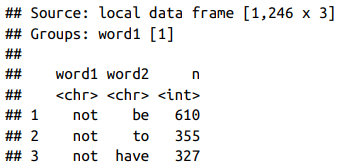 ## Source: local data frame [1,246 x 3]
## Groups: word1 [1]
##
##    word1 word2     n
##    <chr> <chr> <int>
## 1    not    be   610
## 2    not    to   355
## 3    not  have   327